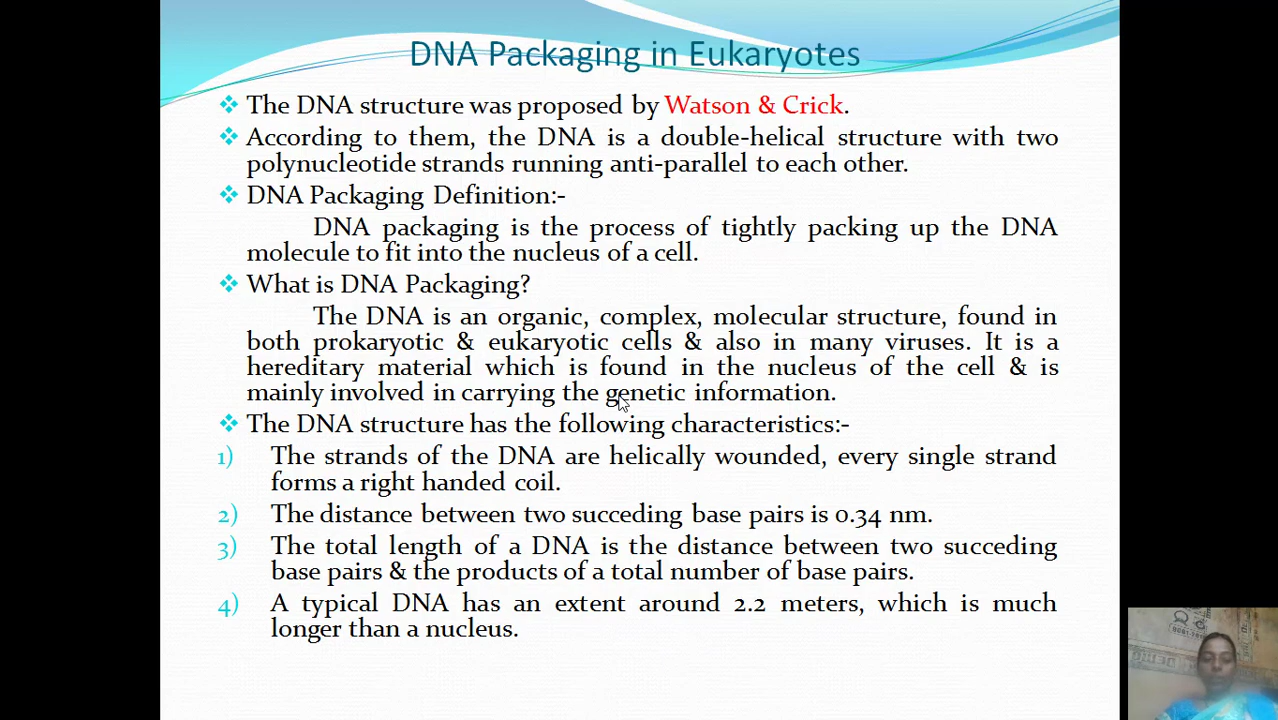 DNA Packaging in Eukaryotes
The DNA structure was proposed by Watson & Crick.
According to them, the DNA is a double-helical structure with two
polynucleotide strands running anti-parallel to each other.
DNA Packaging Definition:-
DNA packaging is the process of tightly packing up the DNA
molecule to fit into the nucleus of a cell.
What is DNA Packaging?
The DNA is an organic, complex, molecular structure, found in
both prokaryotic & eukaryotic cells & also in many viruses. It is a
hereditary material which is found in the nucleus of the cell & is
mainly involved in carrying the genetic information.
The DNA structure has the following characteristics:-
1) The strands of the DNA are helically wounded, every single strand
forms a right handed coil.
2) The distance between two succeding base pairs is 0.34 nm.
3) The total length of a DNA is the distance between two succeding
base pairs & the products of a total number of base pairs.
4) A typical DNA has an extent around 2.2 meters, which is much
longer than a nucleus.